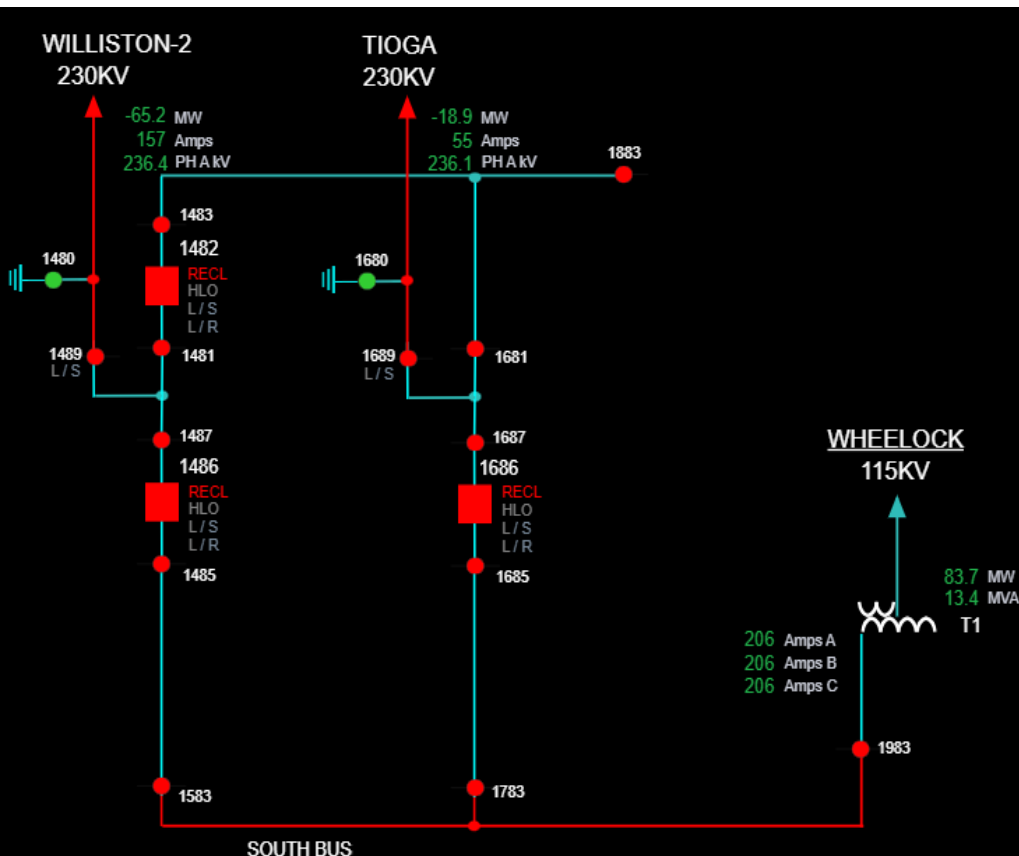 WILLISTON-2
230KV
-65.2 MW
157 Amps
236.4 PH A kV
TIOGA
230KV
-18.9 MW
55 Amps
236.1 PH A kV
1883
1483
1482
RECL
HLO
L / S
L / R
1480
1489
L / S
1481
1680
1689
L / S
1681
1487
1486
RECL
HLO
L / S
L / R
1485
1687
1686
RECL
HLO
L / S
L / R
1685
WHEELOCK
115KV
83.7 MW
13.4 MVA
T1
206 Amps A
206 Amps B
206 Amps C
1983
1583
1783
SOUTH BUS